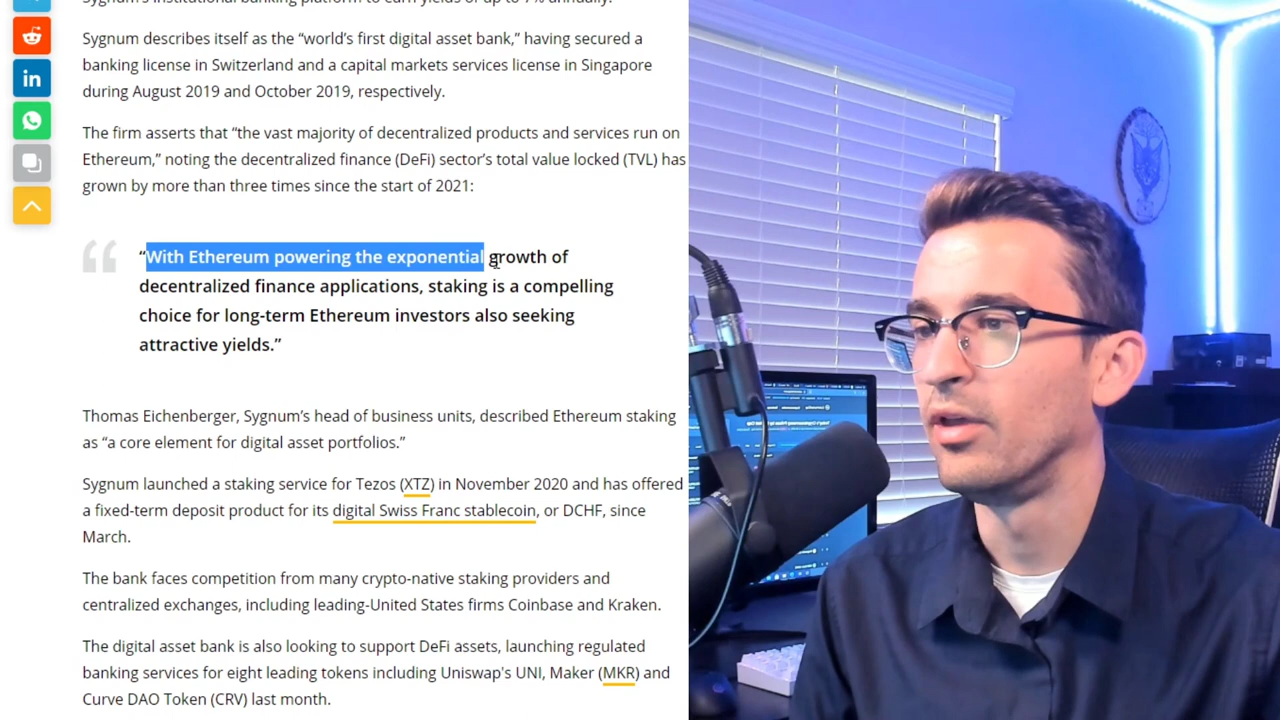 Sygnum's institutional banking platform to earn yields of up to 7% annually.
Sygnum describes itself as the “world’s first digital asset bank,” having secured a
banking license in Switzerland and a capital markets services license in Singapore
during August 2019 and October 2019, respectively.
The firm asserts that “the vast majority of decentralized products and services run on
Ethereum,” noting the decentralized finance (DeFi) sector’s total value locked (TVL) has
grown by more than three times since the start of 2021:
“With Ethereum powering the exponential growth of
decentralized finance applications, staking is a compelling
choice for long-term Ethereum investors also seeking
attractive yields.”
Thomas Eichenberger, Sygnum’s head of business units, described Ethereum staking
as “a core element for digital asset portfolios.”
Sygnum launched a staking service for Tezos (XTZ) in November 2020 and has offered
a fixed-term deposit product for its digital Swiss Franc stablecoin, or DCHF, since
March.
The bank faces competition from many crypto-native staking providers and
centralized exchanges, including leading-United States firms Coinbase and Kraken.
The digital asset bank is also looking to support DeFi assets, launching regulated
banking services for eight leading tokens including Uniswap's UNI, Maker (MKR) and
Curve DAO Token (CRV) last month.
in